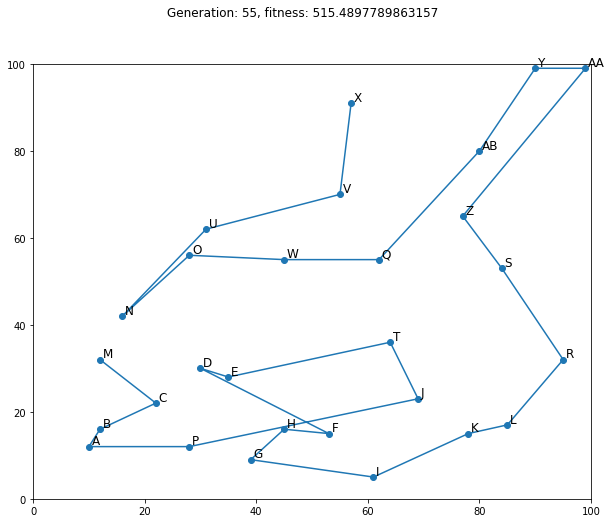 Generation: 55, fitness: 515.4897789863157
Y
AA
100
X
AB
80
V
Z
U
60
O
W
Q
S
N
40
T
M
R
D
E
C
J
20
B
H
F
K
L
A
P
G
I
0
0
20
40
60
80
100